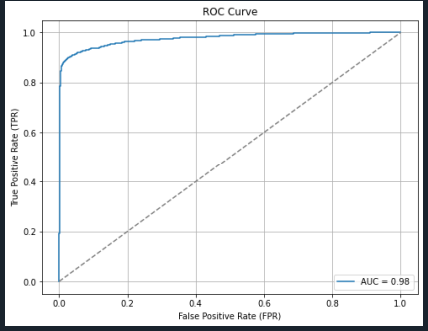 ROC Curve
True Positive Rate (TPR)
1.0
0.8
0.6
0.4
0.2
0.0
0.0 0.2 0.4 0.6 0.8 1.0
AUC = 0.98
False Positive Rate (FPR)